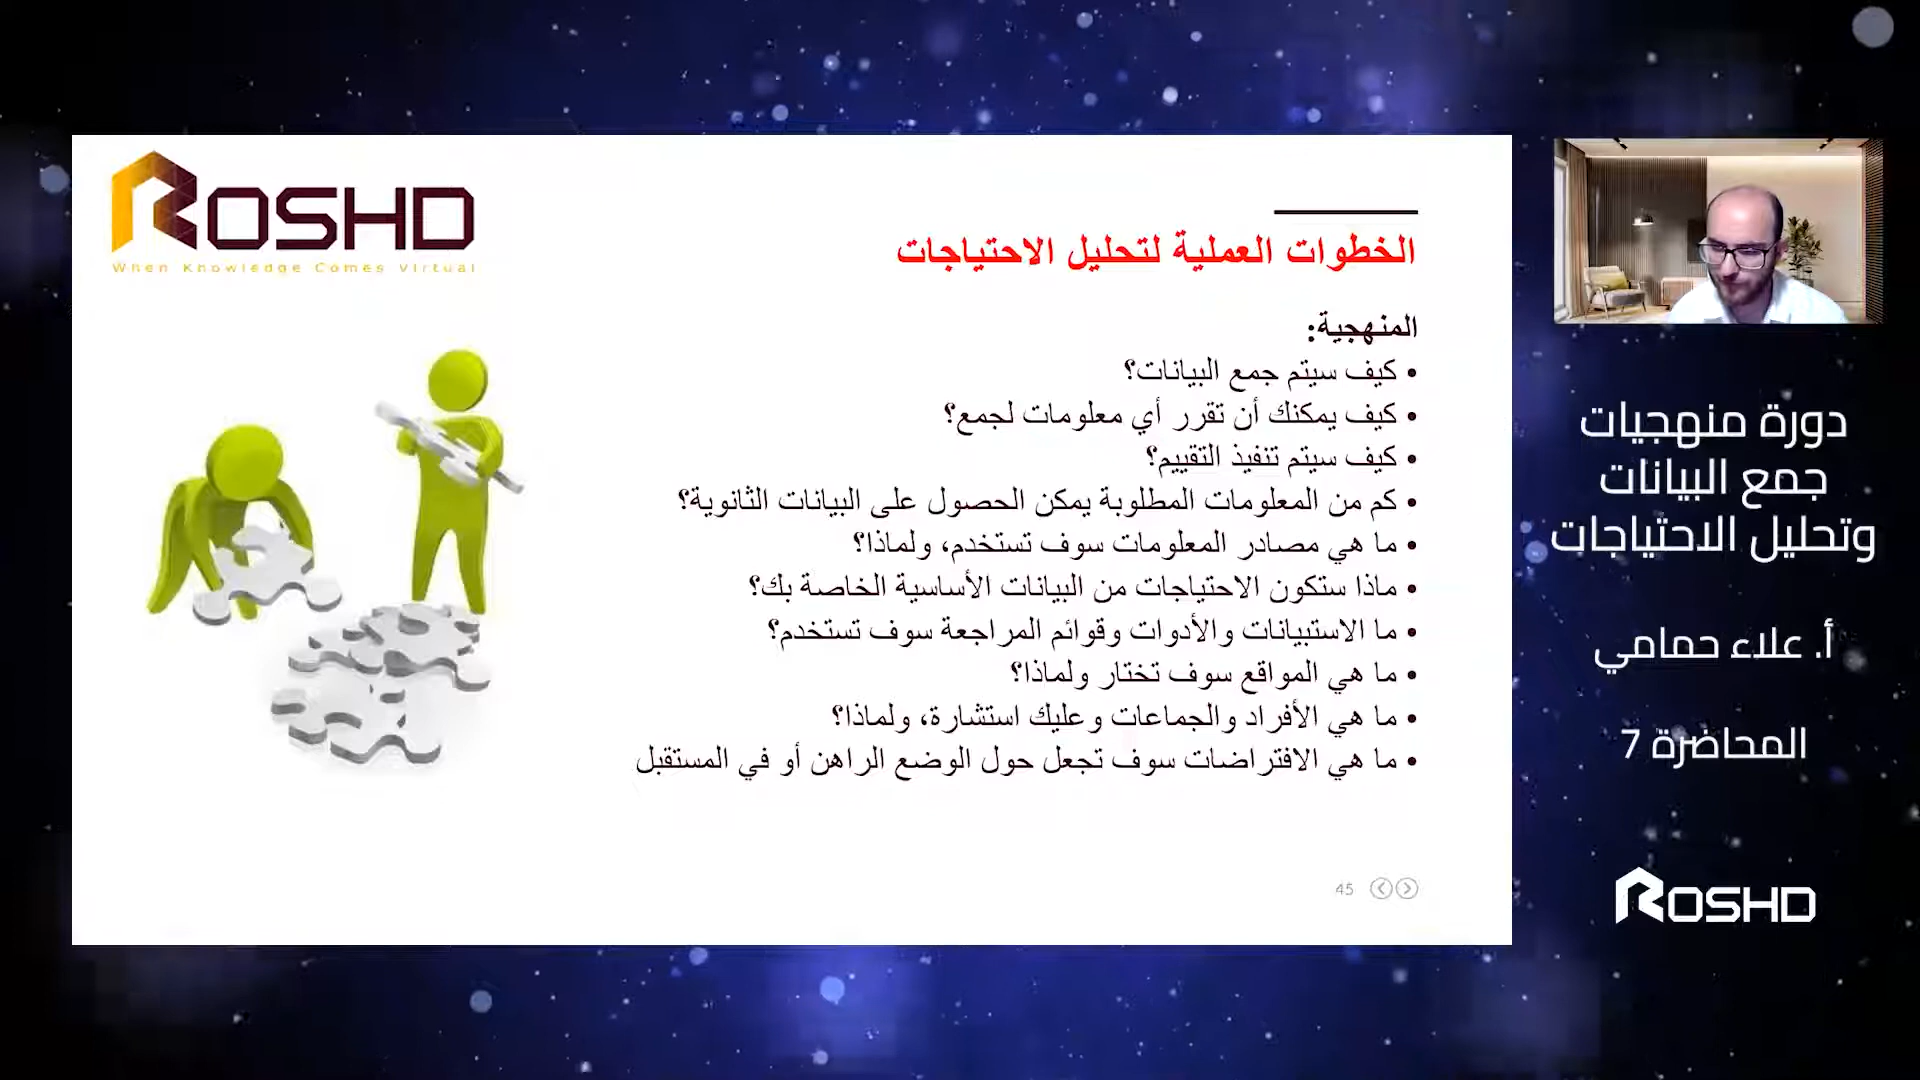 ROSHD
When Knowledge Comes Virtual
الخطوات العملية لتحليل الاحتياجات
المنهجية:
• كيف سيتم جمع البيانات؟
• كيف يمكنك أن تقرر أي معلومات لجمع؟
• كيف سيتم تنفيذ التقييم؟
• كم من المعلومات المطلوبة يمكن الحصول على البيانات الثانوية؟
• ما هي مصادر المعلومات سوف تستخدم، ولماذا؟
• ماذا ستكون الاحتياجات من البيانات الأساسية الخاصة بك؟
• ما الاستبيانات والأدوات وقوائم المراجعة سوف تستخدم؟
• ما هي المواقع سوف تختار ولماذا؟
• ما هي الأفراد والجماعات وعليك استشارة، ولماذا؟
• ما هي الافتراضات سوف تجعل حول الوضع الراهن أو في المستقبل
45
دورة منهجيات
جمع البيانات
وتحليل الاحتياجات
أ. علاء حمامي
المحاضرة 7
ROSHD